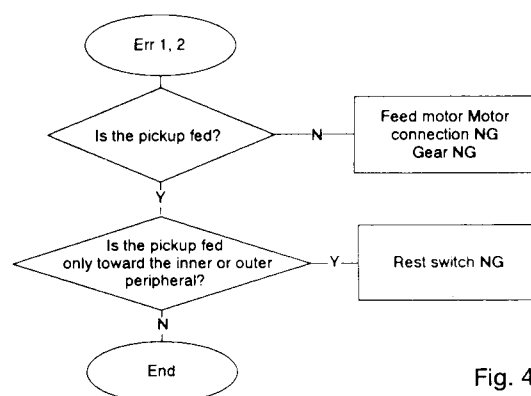 Err 1, 2
Is the pickup fed?
N
Feed motor Motor
connection NG
Gear NG
Y
Is the pickup fed
only toward the inner or outer
peripheral?
Y
Rest switch NG
N
End
Fig. 4